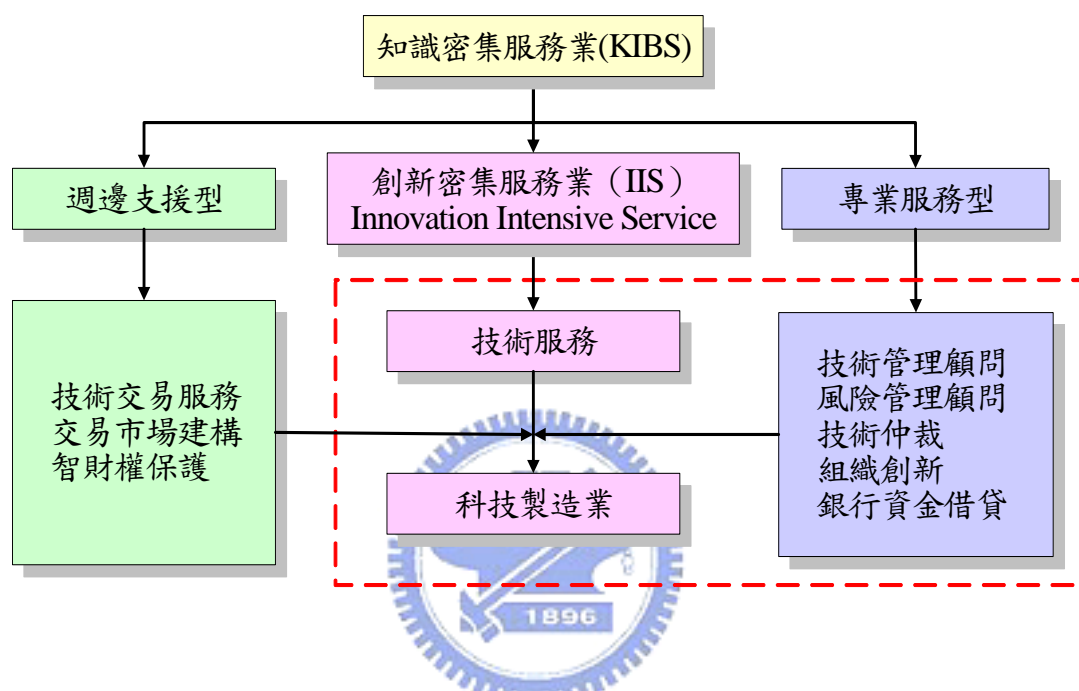 知識密集服務業(KIBS)
週邊支援型
創新密集服務業（IIS）
Innovation Intensive Service
專業服務型
技術交易服務
交易市場建構
智財權保護
技術服務
科技製造業
技術管理顧問
風險管理顧問
技術仲裁
組織創新
銀行資金借貸
1896